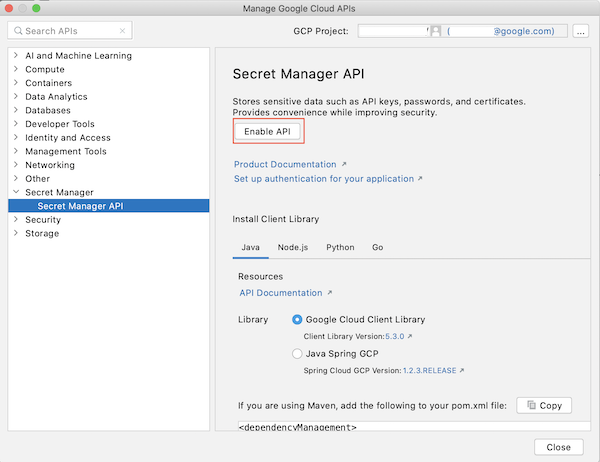 Manage Google Cloud APIs
Search APIs
GCP Project:
( @google.com)
...
AI and Machine Learning
Compute
Containers
Data Analytics
Databases
Developer Tools
Identity and Access
Management Tools
Networking
Other
Secret Manager
Secret Manager API
Security
Storage
Secret Manager API
Stores sensitive data such as API keys, passwords, and certificates.
Provides convenience while improving security.
Enable API
Product Documentation ↗
Set up authentication for your application ↗
Install Client Library
Java Node.js Python Go
Resources
API Documentation ↗
Library
Google Cloud Client Library
Client Library Version:5.3.0 ↗
Java Spring GCP
Spring Cloud GCP Version:1.2.3.RELEASE ↗
If you are using Maven, add the following to your pom.xml file:
Copy
<dependencyManagement>
Close